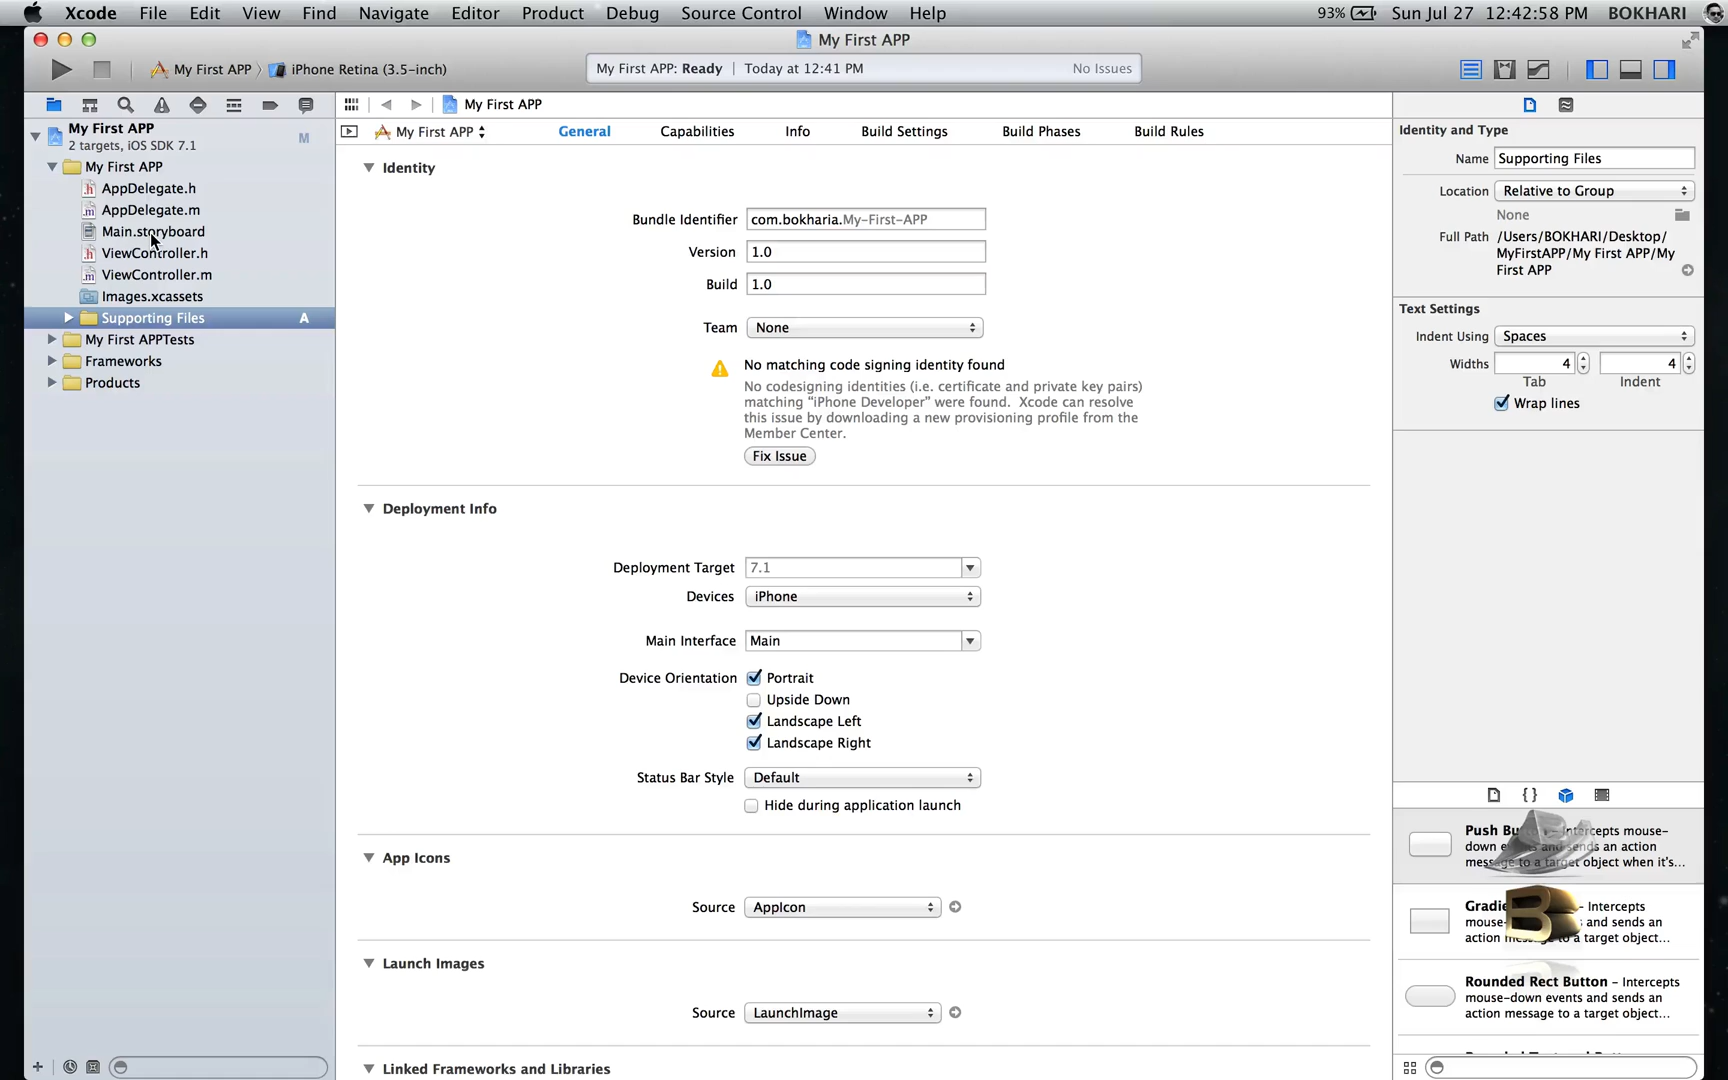 Xcode File Edit View Find Navigate Editor Product Debug Source Control Window Help 93% Sun Jul 27 12:42:58 PM BOKHARI
My First APP
My First APP iPhone Retina (3.5-inch)
My First APP: Ready | Today at 12:41 PM No Issues
My First APP
2 targets, iOS SDK 7.1
M
My First APP
AppDelegate.h
AppDelegate.m
Main.storyboard
ViewController.h
ViewController.m
Images.xcassets
Supporting Files A
My First APPTests
Frameworks
Products
My First APP
My First APP General Capabilities Info Build Settings Build Phases Build Rules
Identity
Bundle Identifier com.bokharia.My-First-APP
Version 1.0
Build 1.0
Team None
No matching code signing identity found
No codesigning identities (i.e. certificate and private key pairs)
matching "iPhone Developer" were found. Xcode can resolve
this issue by downloading a new provisioning profile from the
Member Center.
Fix Issue
Deployment Info
Deployment Target 7.1
Devices iPhone
Main Interface Main
Device Orientation Portrait
Upside Down
Landscape Left
Landscape Right
Status Bar Style Default
Hide during application launch
App Icons
Source AppIcon
Launch Images
Source LaunchImage
Linked Frameworks and Libraries
Identity and Type
Name Supporting Files
Location Relative to Group
None
Full Path /Users/BOKHARI/Desktop/
MyFirstAPP/My First APP/My
First APP
Text Settings
Indent Using Spaces
Widths 4 4
Tab Indent
Wrap lines
{ }
Push - Intercepts mouse-
down and sends an action
message to a target object when it's...
- Intercepts
and sends an
action to a target object...
B
Rounded Rect Button - Intercepts
mouse-down events and sends an
action message to a target object...